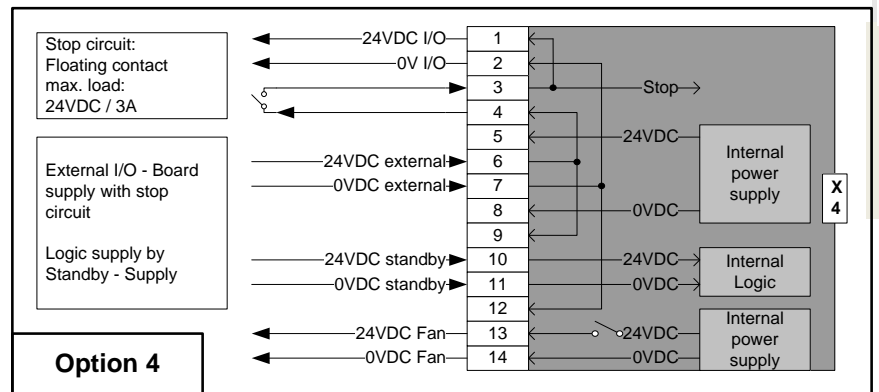 Stop circuit:
Floating contact
max. load:
24VDC / 3A
External I/O - Board
supply with stop
circuit
Logic supply by
Standby - Supply
Option 4
24VDC I/O
0V I/O
24VDC external
0VDC external
24VDC standby
0VDC standby
24VDC Fan
0VDC Fan
1
2
3
4
5
6
7
8
9
10
11
12
13
14
Stop
24VDC
0VDC
Internal
power
supply
24VDC
0VDC
Internal
Logic
24VDC
0VDC
Internal
power
supply
X
4